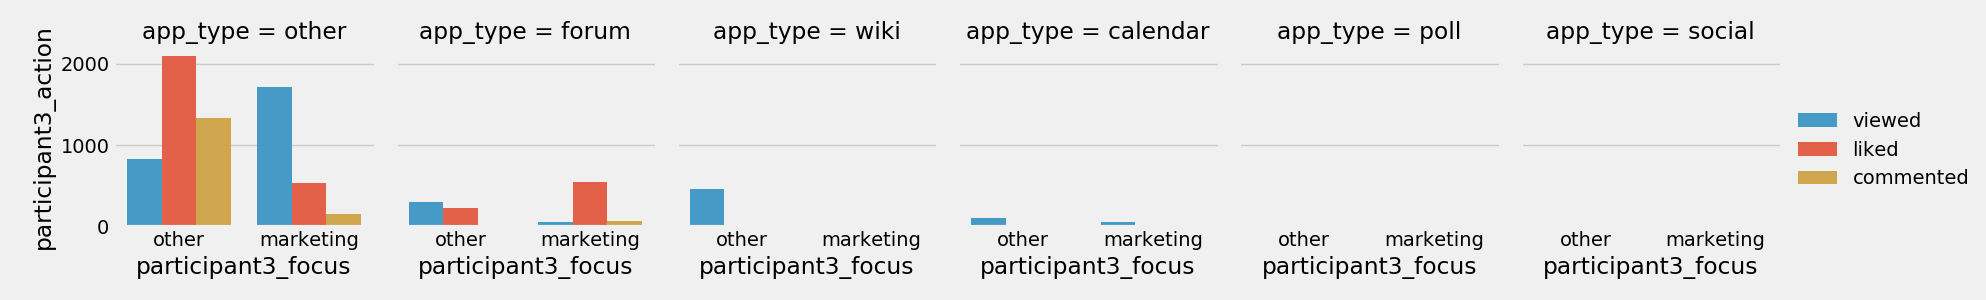 app_type = other
app_type = forum
app_type = wiki
app_type = calendar
app_type = poll
app_type = social
participant3_action
2000
1000
0
other marketing
other marketing
other marketing
other marketing
other marketing
other marketing
participant3_focus
participant3_focus
participant3_focus
participant3_focus
participant3_focus
participant3_focus
viewed
liked
commented